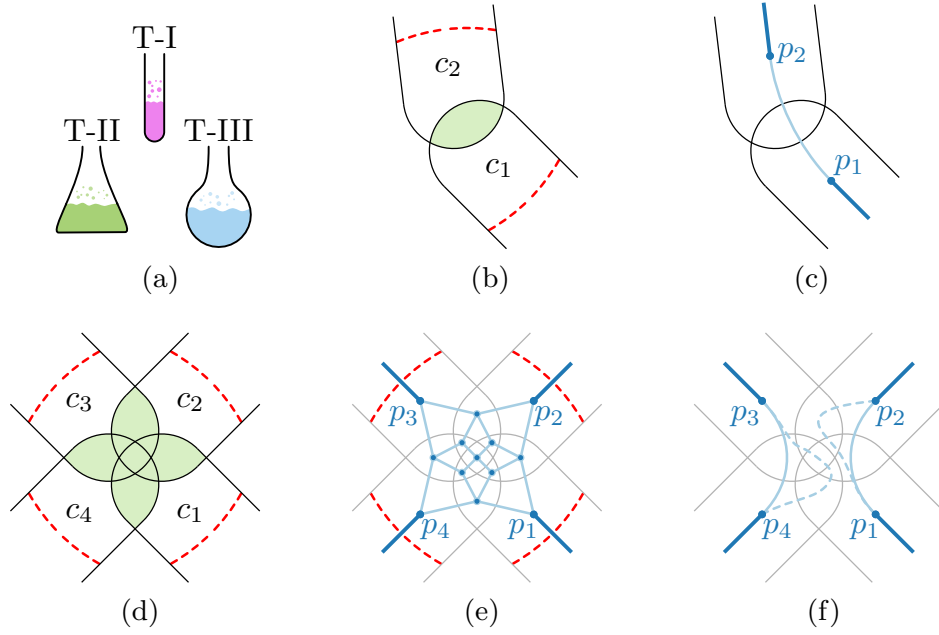 T-I
T-II T-III
(a)
c₂
c₁
(b)
p₂
p₁
(c)
c₃ c₂
c₄ c₁
(d)
p₃ p₂
p₄ p₁
(e)
p₃ p₂
p₄ p₁
(f)